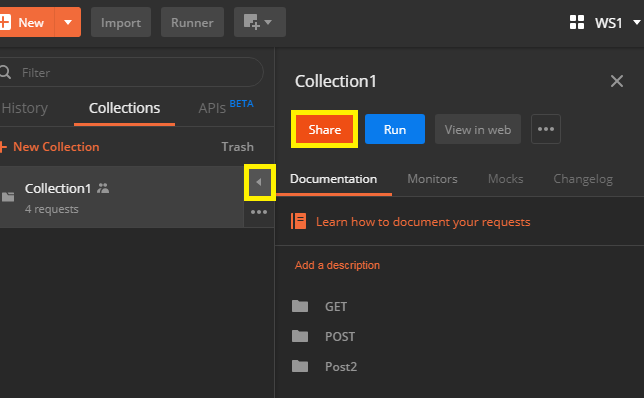 New Import Runner WS1
Filter
History Collections APIs BETA
New Collection Trash
Collection1
4 requests
Collection1
Share Run View in web
Documentation Monitors Mocks Changelog
Learn how to document your requests
Add a description
GET
POST
Post2